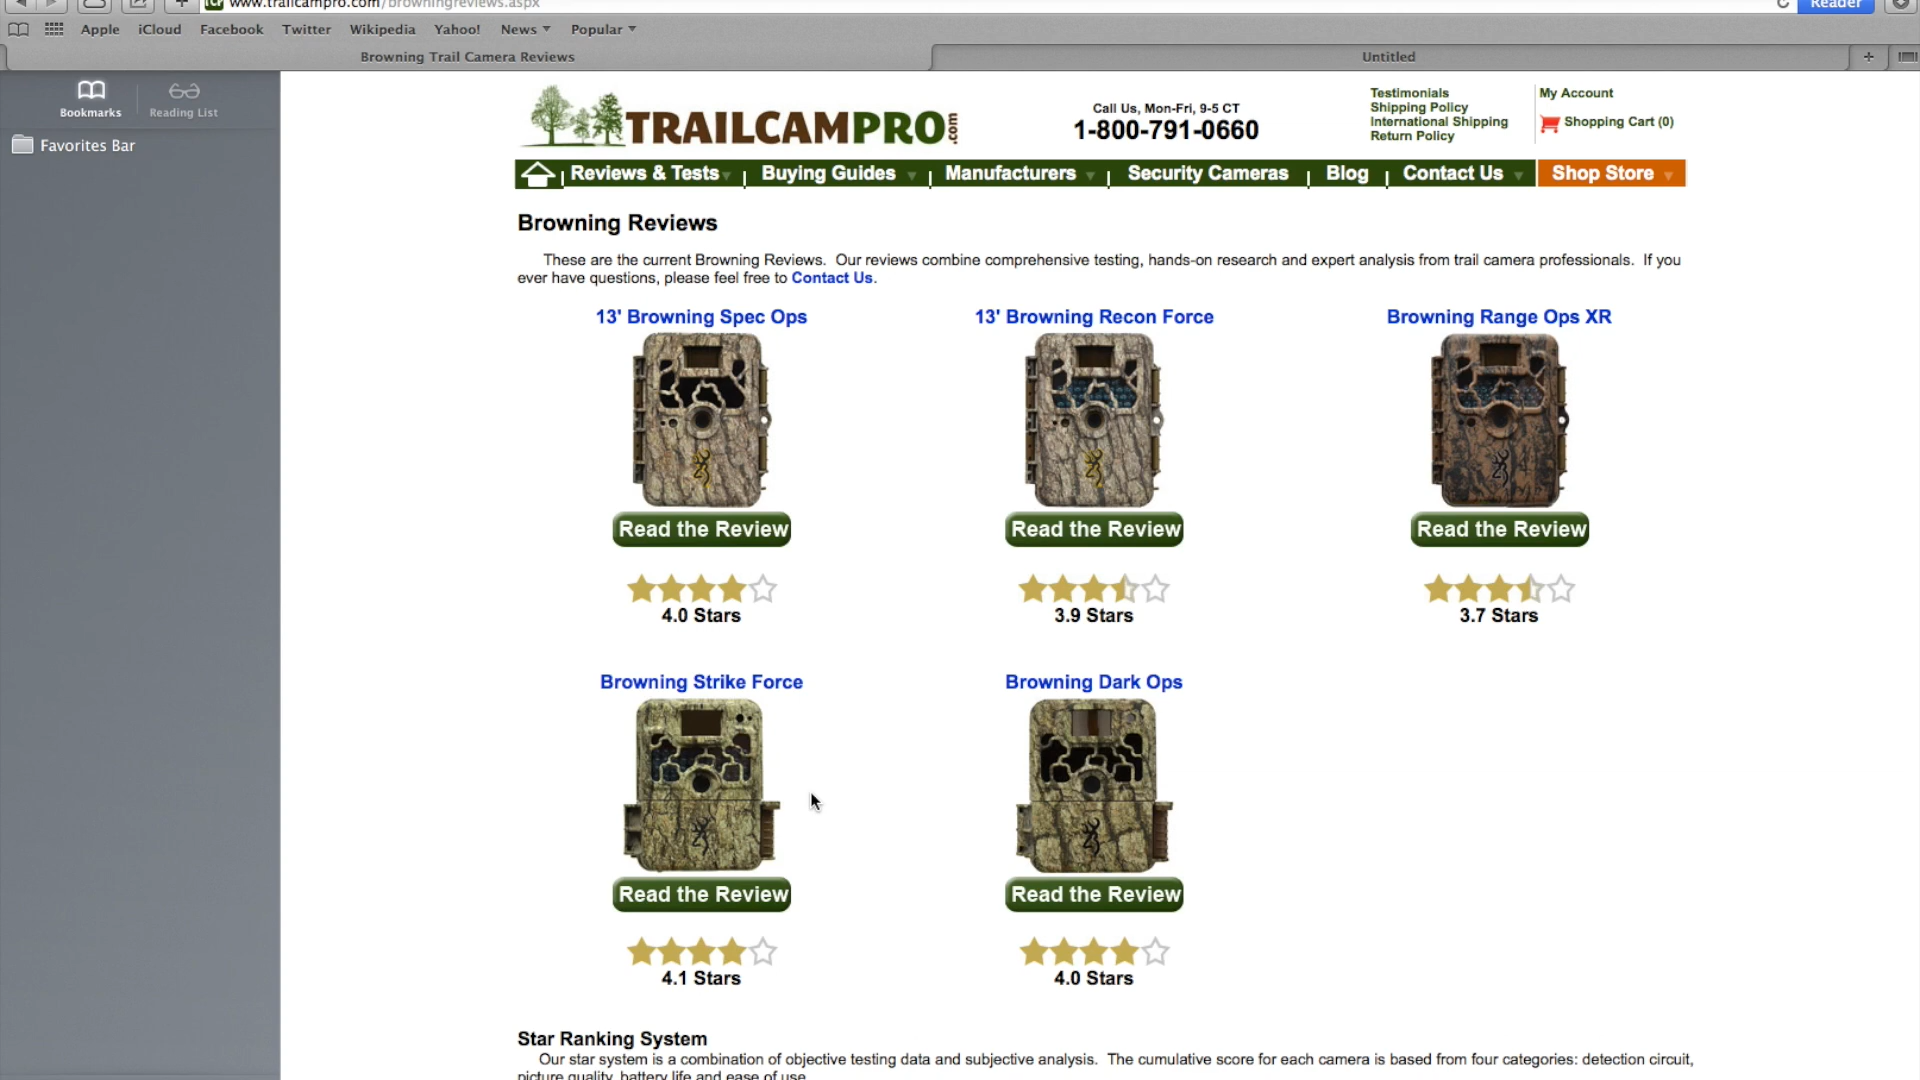 www.trailcampro.com/browningreviews.aspx
Reader
Apple iCloud Facebook Twitter Wikipedia Yahoo! News Popular
Browning Trail Camera Reviews
Untitled
Bookmarks
Reading List
Favorites Bar
TRAILCAMPRO.com
Call Us, Mon-Fri, 9-5 CT
1-800-791-0660
Testimonials
Shipping Policy
International Shipping
Return Policy
My Account
Shopping Cart (0)
Reviews & Tests Buying Guides Manufacturers Security Cameras Blog Contact Us Shop Store
Browning Reviews
These are the current Browning Reviews. Our reviews combine comprehensive testing, hands-on research and expert analysis from trail camera professionals. If you
ever have questions, please feel free to Contact Us.
13' Browning Spec Ops
13' Browning Recon Force
Browning Range Ops XR
Read the Review
Read the Review
Read the Review
4.0 Stars
3.9 Stars
3.7 Stars
Browning Strike Force
Browning Dark Ops
Read the Review
Read the Review
4.1 Stars
4.0 Stars
Star Ranking System
Our star system is a combination of objective testing data and subjective analysis. The cumulative score for each camera is based from four categories: detection circuit,
picture quality, battery life and ease of use.